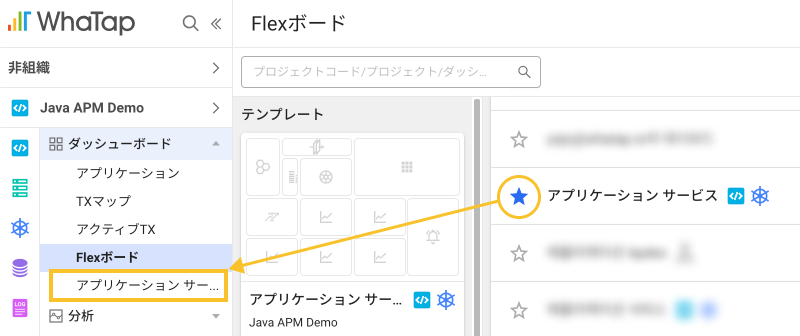 WhaTap
Flexボード
非組織
プロジェクトコード/プロジェクト/ダッシ...
Java APM Demo
テンプレート
ダッシューボード
アプリケーション
TXマップ
アクティブTX
Flexボード
アプリケーション サー...
分析
LOG
アプリケーション サー...
Java APM Demo
アプリケーション サービス